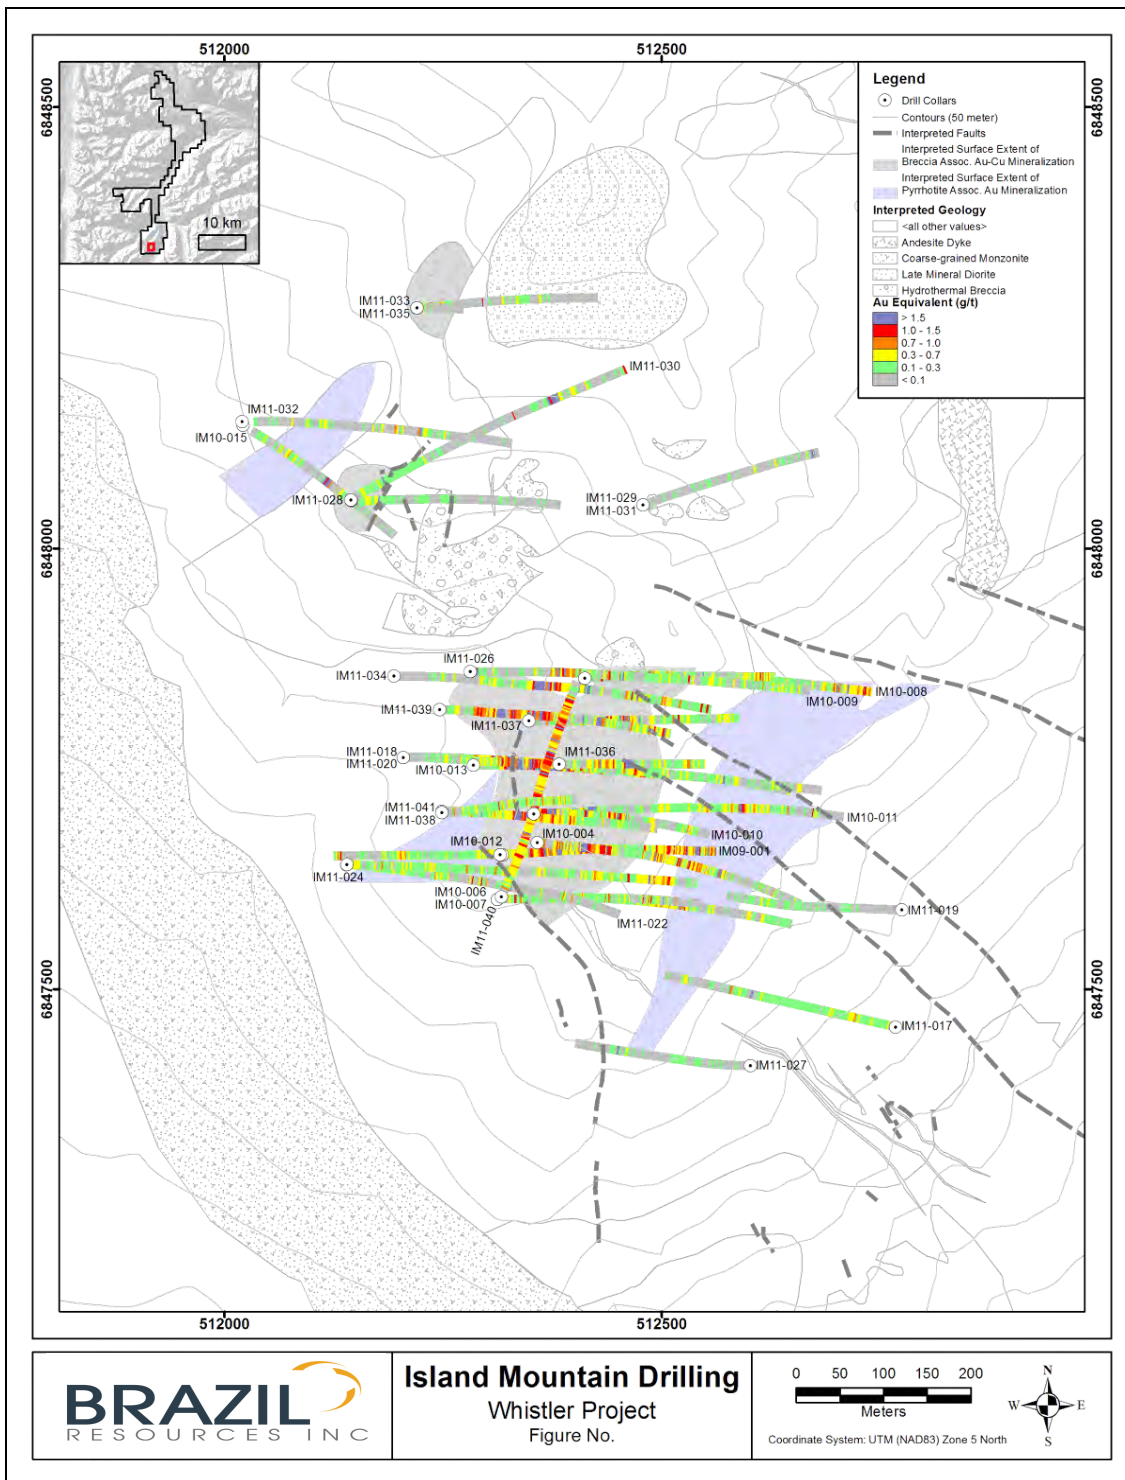 512000
512500
6848500
6848500
10 km
Legend
Drill Collars
Contours (50 meter)
Interpreted Faults
Interpreted Surface Extent of
Breccia Assoc. Au-Cu Mineralization
Interpreted Surface Extent of
Pyrrhotite Assoc. Au Mineralization
Interpreted Geology
<all other values>
Andesite Dyke
Coarse-grained Monzonite
Late Mineral Diorite
Hydrothermal Breccia
Au Equivalent (g/t)
> 1.5
1.0 - 1.5
0.7 - 1.0
0.3 - 0.7
0.1 - 0.3
< 0.1
IM11-033
IM11-035
IM11-030
IM11-032
IM10-015
IM11-028
IM11-029
IM11-031
6848000
6848000
IM11-026
IM11-034
IM10-008
IM10-009
IM11-039
IM11-037
IM11-018
IM11-020
IM10-013
IM11-036
IM11-041
IM11-038
IM10-011
IM10-010
IM10-004
IM10-012
IM09-001
IM11-024
IM10-006
IM10-007
IM11-040
IM11-022
IM11-019
6847500
6847500
IM11-017
IM11-027
512000
512500
BRAZIL
RESOURCES INC
Island Mountain Drilling
Whistler Project
Figure No.
0 50 100 150 200
Meters
N
W E
S
Coordinate System: UTM (NAD83) Zone 5 North